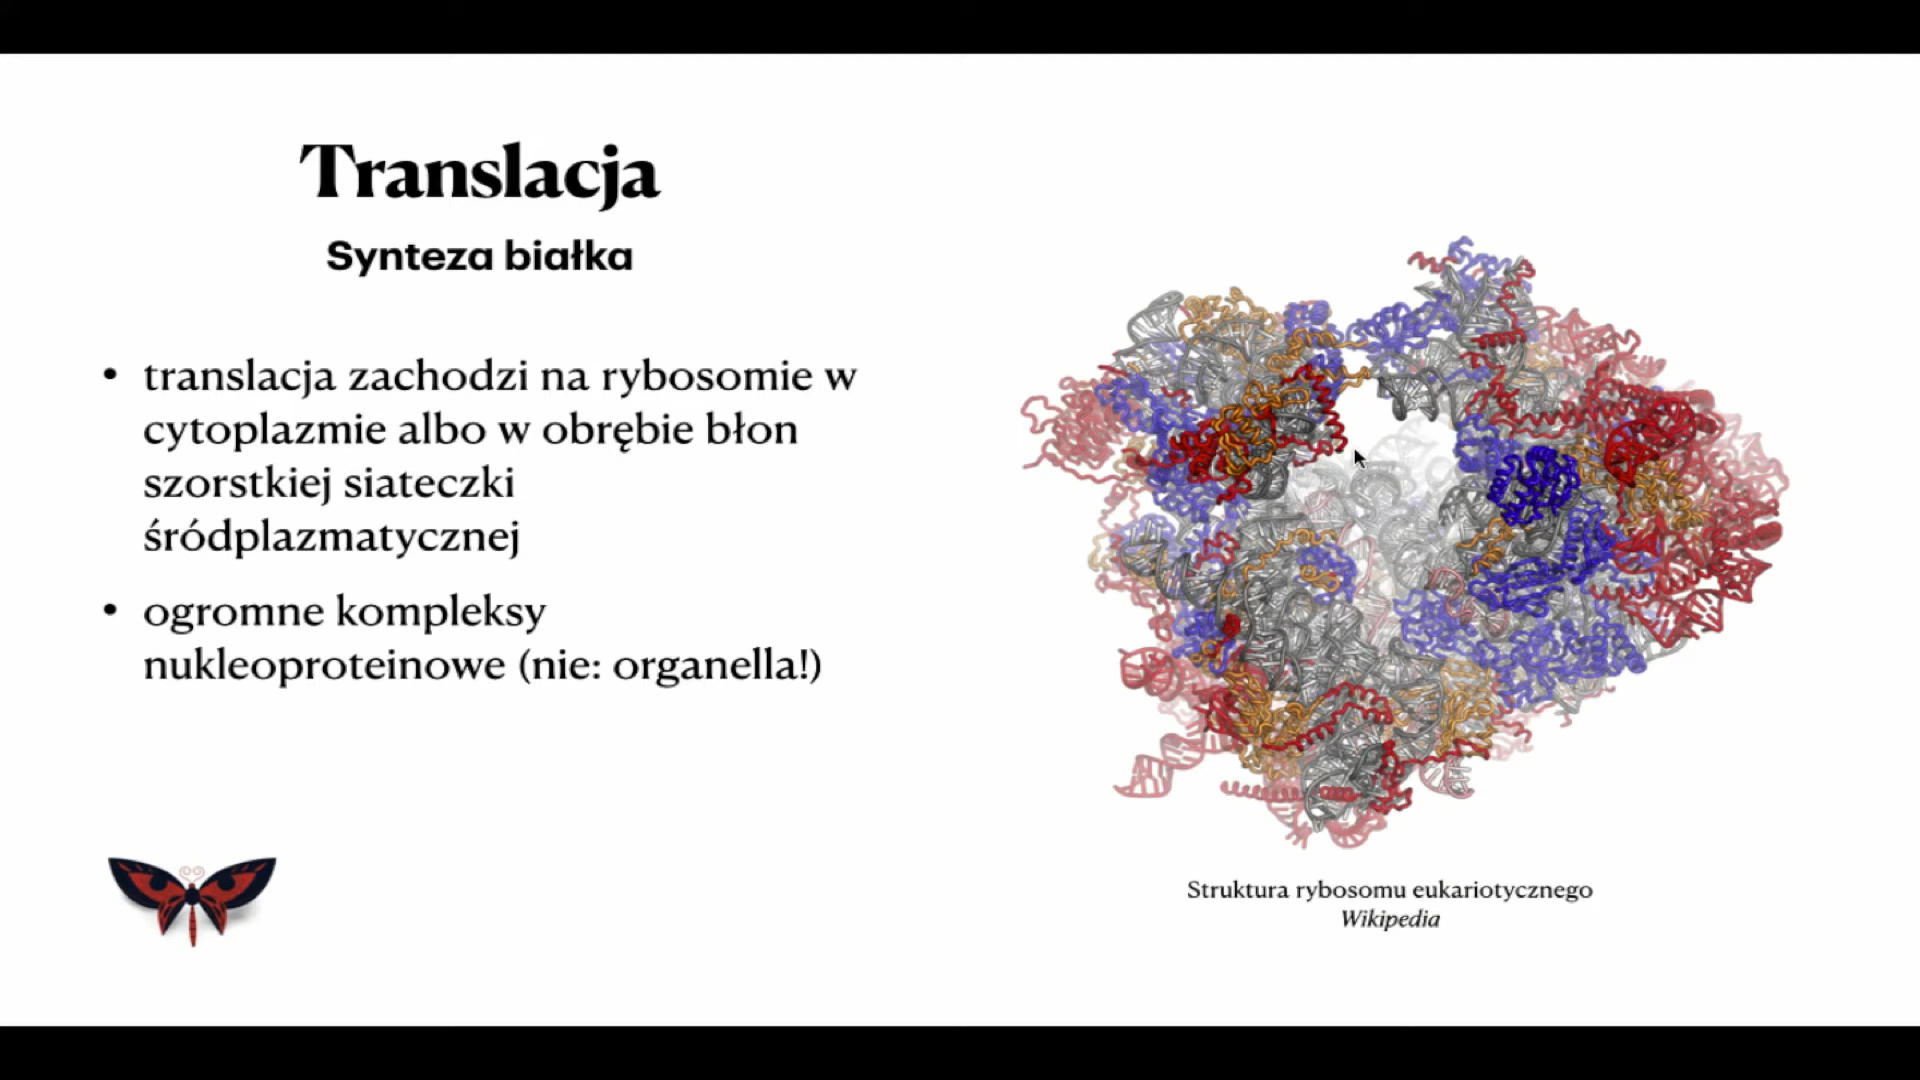 Translacja
Synteza białka
• translacja zachodzi na rybosomie w
cytoplazmie albo w obrębie błon
szorstkiej siateczki
śródplazmatycznej
• ogromne kompleksy
nukleoproteinowe (nie: organella!)
Struktura rybosomu eukariotycznego
Wikipedia